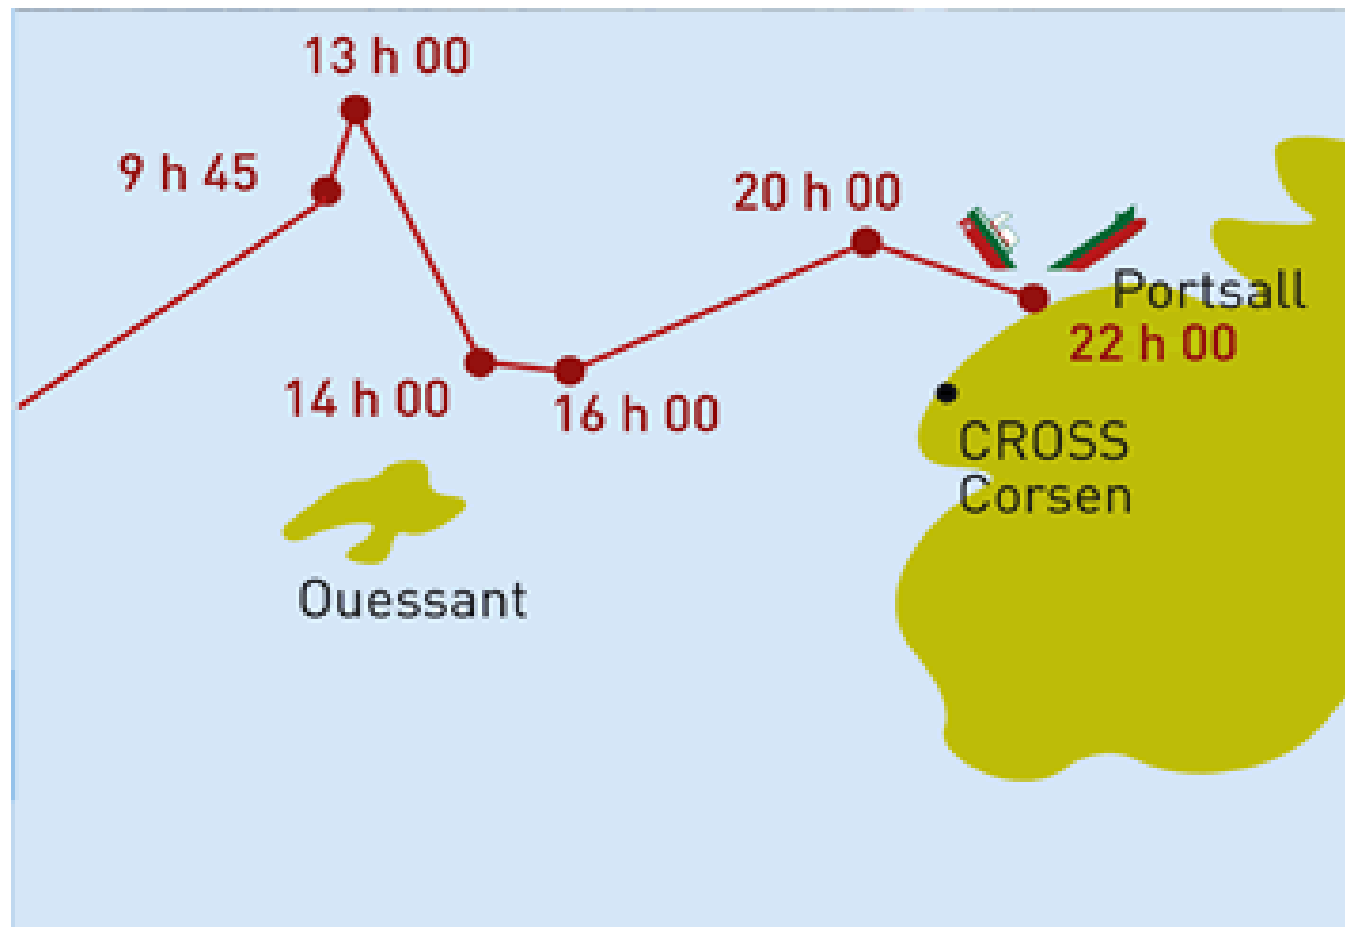 13 h 00
9 h 45
20 h 00
Portsall
22 h 00
14 h 00
16 h 00
CROSS
Corsen
Ouessant